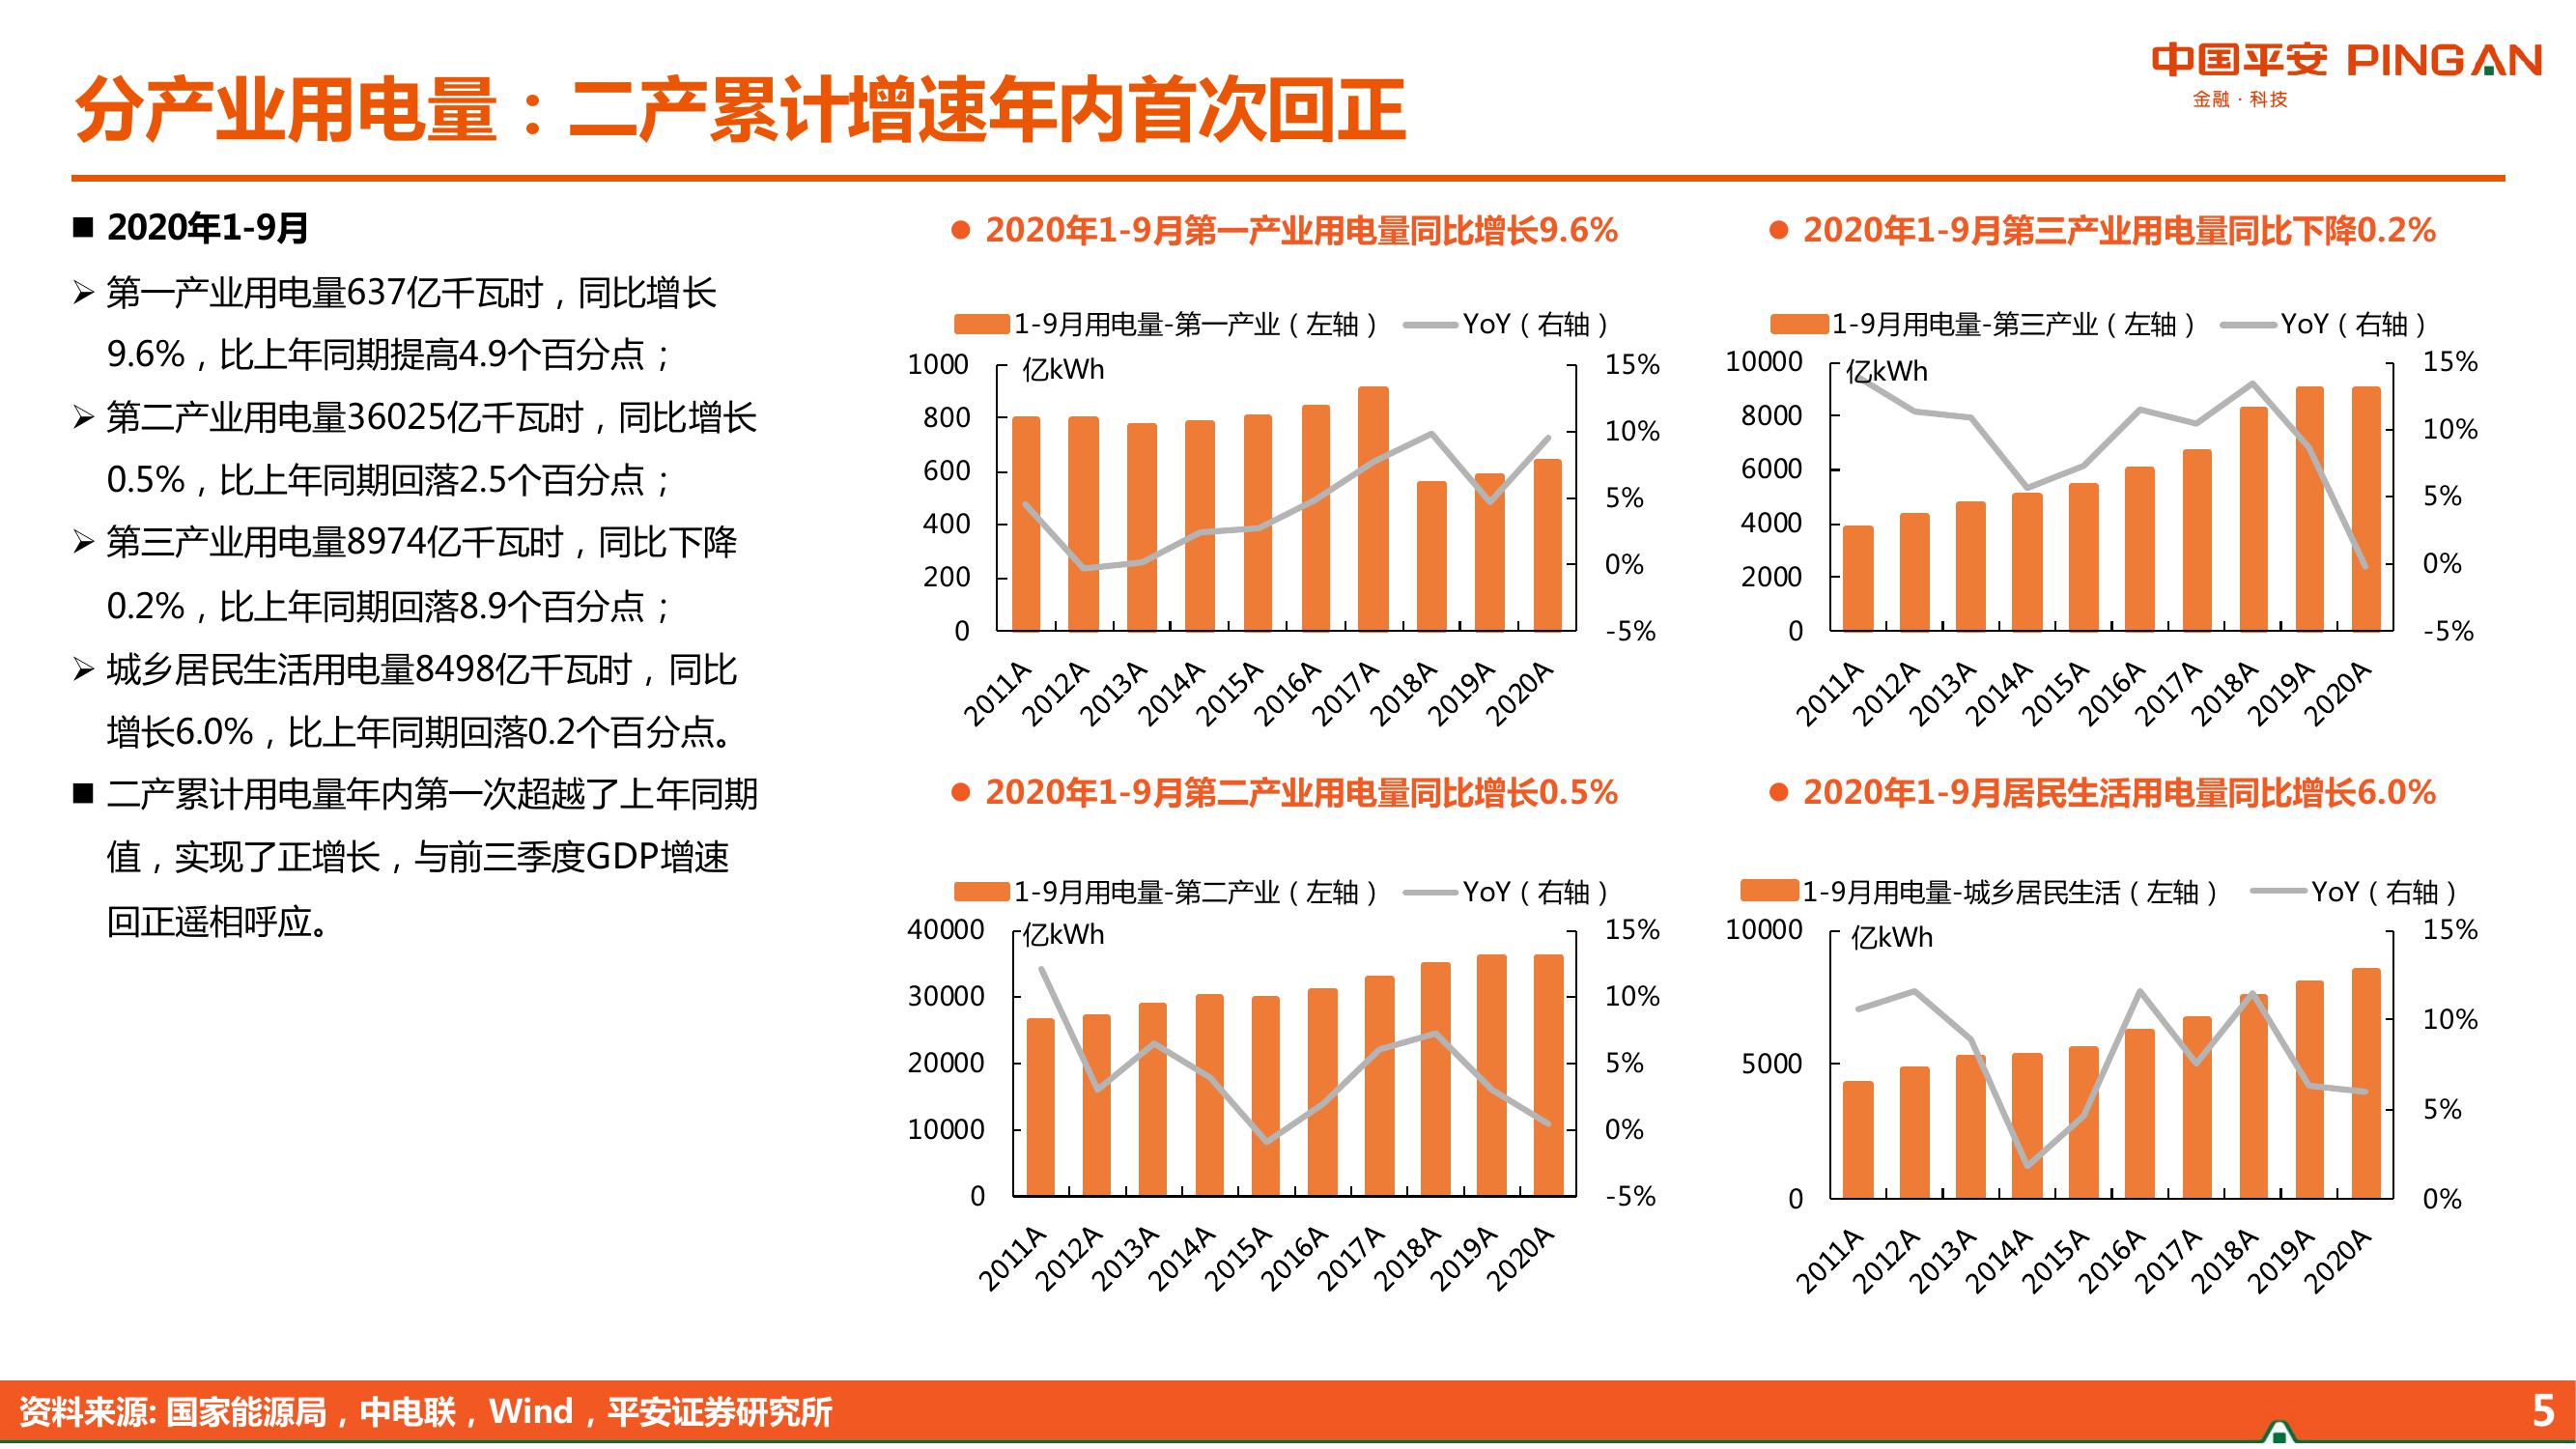 分产业用电量：二产累计增速年内首次回正
中国平安 PINGAN
金融·科技
■ 2020年1-9月
➢ 第一产业用电量637亿千瓦时，同比增长
9.6%，比上年同期提高4.9个百分点；
➢ 第二产业用电量36025亿千瓦时，同比增长
0.5%，比上年同期回落2.5个百分点；
➢ 第三产业用电量8974亿千瓦时，同比下降
0.2%，比上年同期回落8.9个百分点；
➢ 城乡居民生活用电量8498亿千瓦时，同比
增长6.0%，比上年同期回落0.2个百分点。
■ 二产累计用电量年内第一次超越了上年同期
值，实现了正增长，与前三季度GDP增速
回正遥相呼应。
● 2020年1-9月第一产业用电量同比增长9.6%
1-9月用电量-第一产业（左轴） YoY（右轴）
亿kWh
1000
800
600
400
200
0
15%
10%
5%
0%
-5%
2011A 2012A 2013A 2014A 2015A 2016A 2017A 2018A 2019A 2020A
● 2020年1-9月第三产业用电量同比下降0.2%
1-9月用电量-第三产业（左轴） YoY（右轴）
亿kWh
10000
8000
6000
4000
2000
0
15%
10%
5%
0%
-5%
2011A 2012A 2013A 2014A 2015A 2016A 2017A 2018A 2019A 2020A
● 2020年1-9月第二产业用电量同比增长0.5%
1-9月用电量-第二产业（左轴） YoY（右轴）
亿kWh
40000
30000
20000
10000
0
15%
10%
5%
0%
-5%
2011A 2012A 2013A 2014A 2015A 2016A 2017A 2018A 2019A 2020A
● 2020年1-9月居民生活用电量同比增长6.0%
1-9月用电量-城乡居民生活（左轴） YoY（右轴）
亿kWh
10000
5000
0
15%
10%
5%
0%
2011A 2012A 2013A 2014A 2015A 2016A 2017A 2018A 2019A 2020A
资料来源: 国家能源局，中电联，Wind，平安证券研究所
5